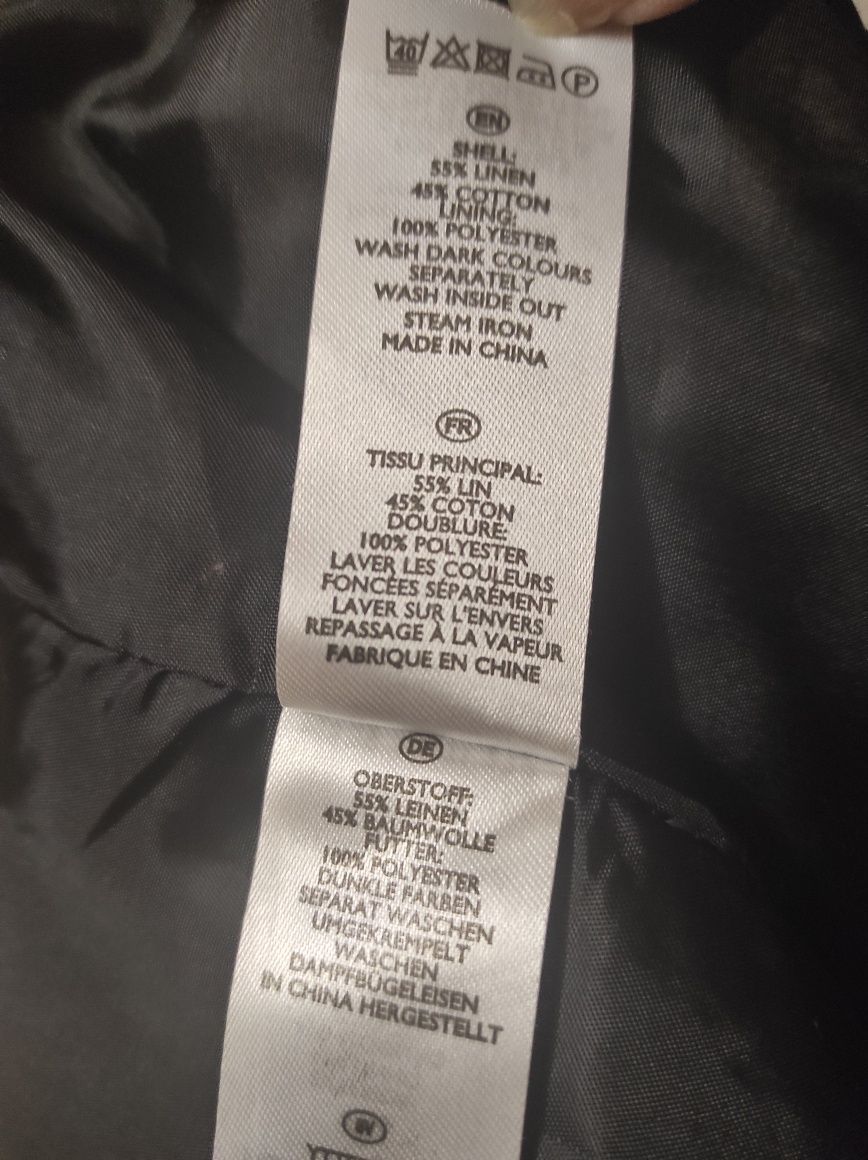 40
P
EN
SHELL:
55% LINEN
45% COTTON
LINING:
100% POLYESTER
WASH DARK COLOURS
SEPARATELY
WASH INSIDE OUT
STEAM IRON
MADE IN CHINA
FR
TISSU PRINCIPAL:
55% LIN
45% COTON
DOUBLURE:
100% POLYESTER
LAVER LES COULEURS
FONCÉES SÉPARÉMENT
LAVER SUR L'ENVERS
REPASSAGE À LA VAPEUR
FABRIQUE EN CHINE
DE
OBERSTOFF:
55% LEINEN
45% BAUMWOLLE
FUTTER:
100% POLYESTER
DUNKLE FARBEN
SEPARAT WASCHEN
UMGEKREMPELT
WASCHEN
DAMPFBÜGELEISEN
IN CHINA HERGESTELLT